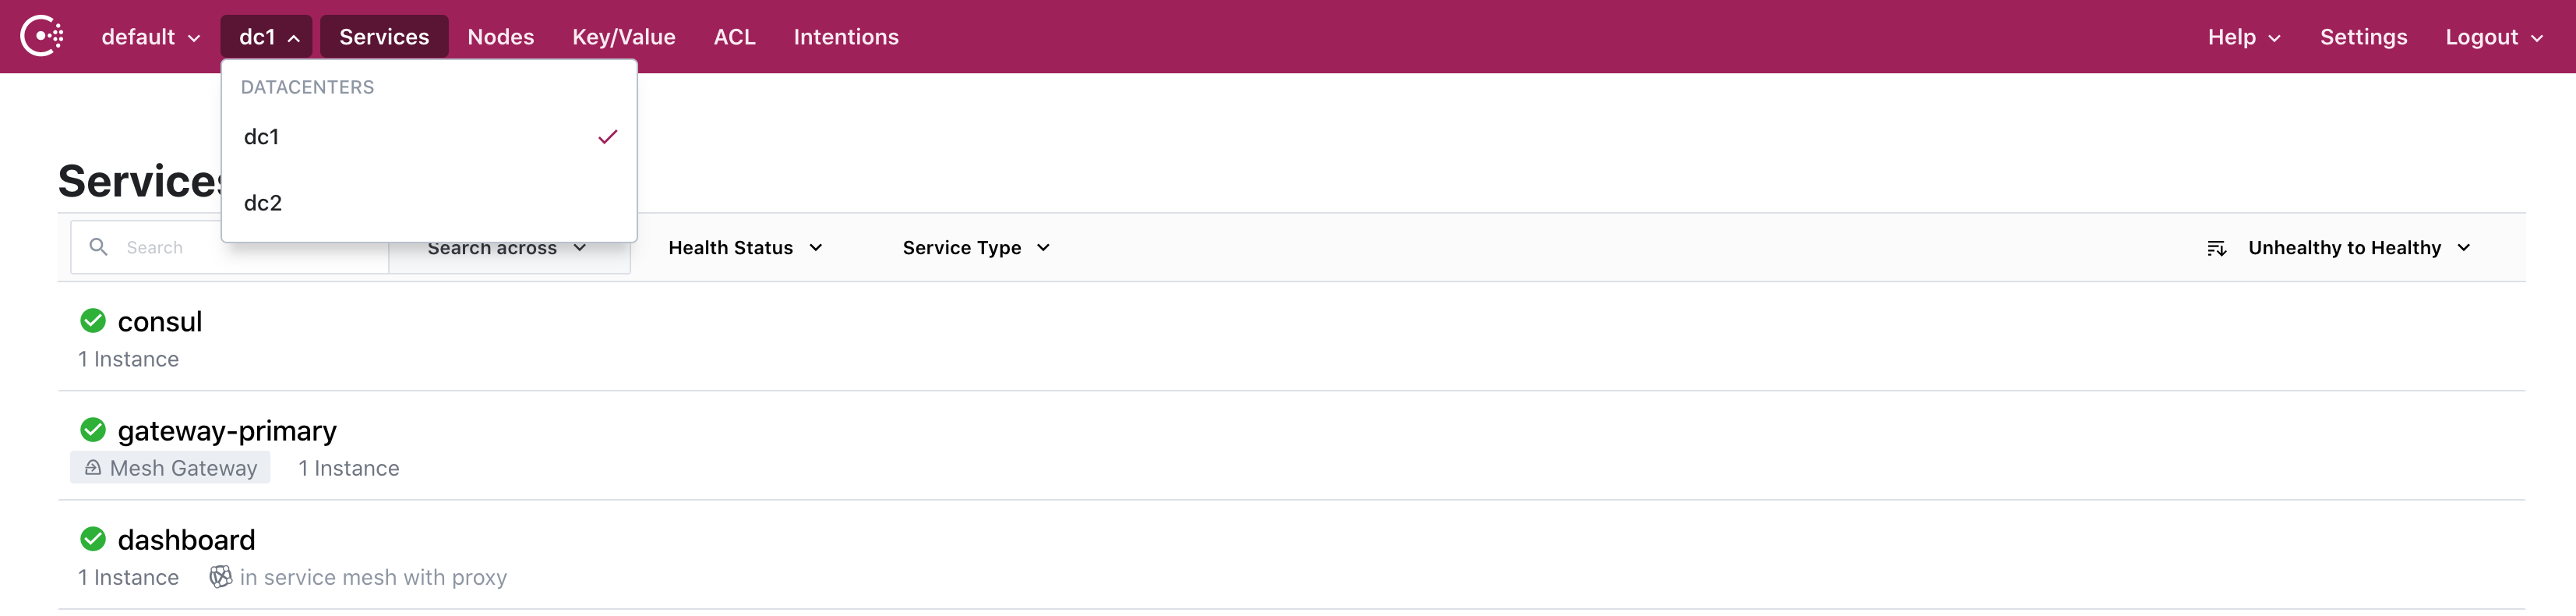 default dc1 Services Nodes Key/Value ACL Intentions Help Settings Logout
DATACENTERS
dc1
dc2
Services
Search Search across Health Status Service Type Unhealthy to Healthy
consul
1 Instance
gateway-primary
Mesh Gateway 1 Instance
dashboard
1 Instance in service mesh with proxy